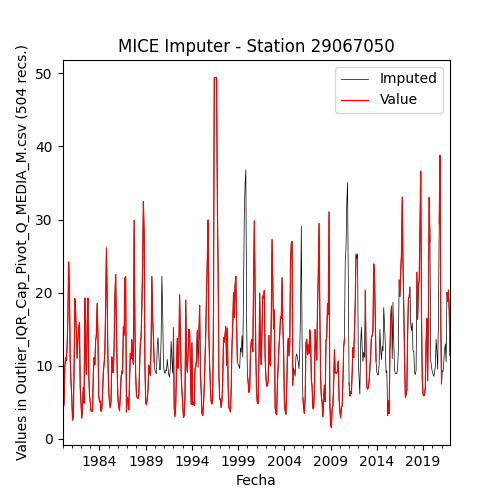 MICE Imputer - Station 29067050
Values in Outlier_IQR_Cap_Pivot_Q_MEDIA_M.csv (504 recs.)
50
40
30
20
10
0
Imputed
Value
1984 1989 1994 1999 2004 2009 2014 2019
Fecha